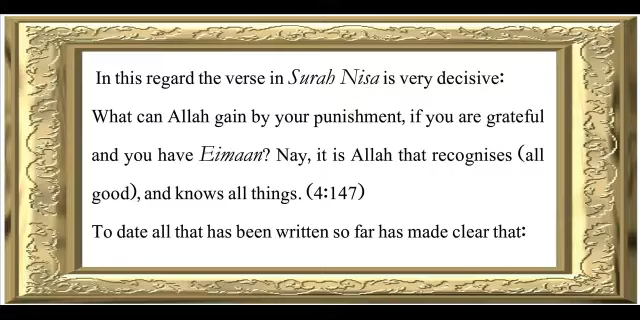 In this regard the verse in Surah Nisa is very decisive:
What can Allah gain by your punishment, if you are grateful
and you have Eimaan? Nay, it is Allah that recognises (all
good), and knows all things. (4:147)
To date all that has been written so far has made clear that: